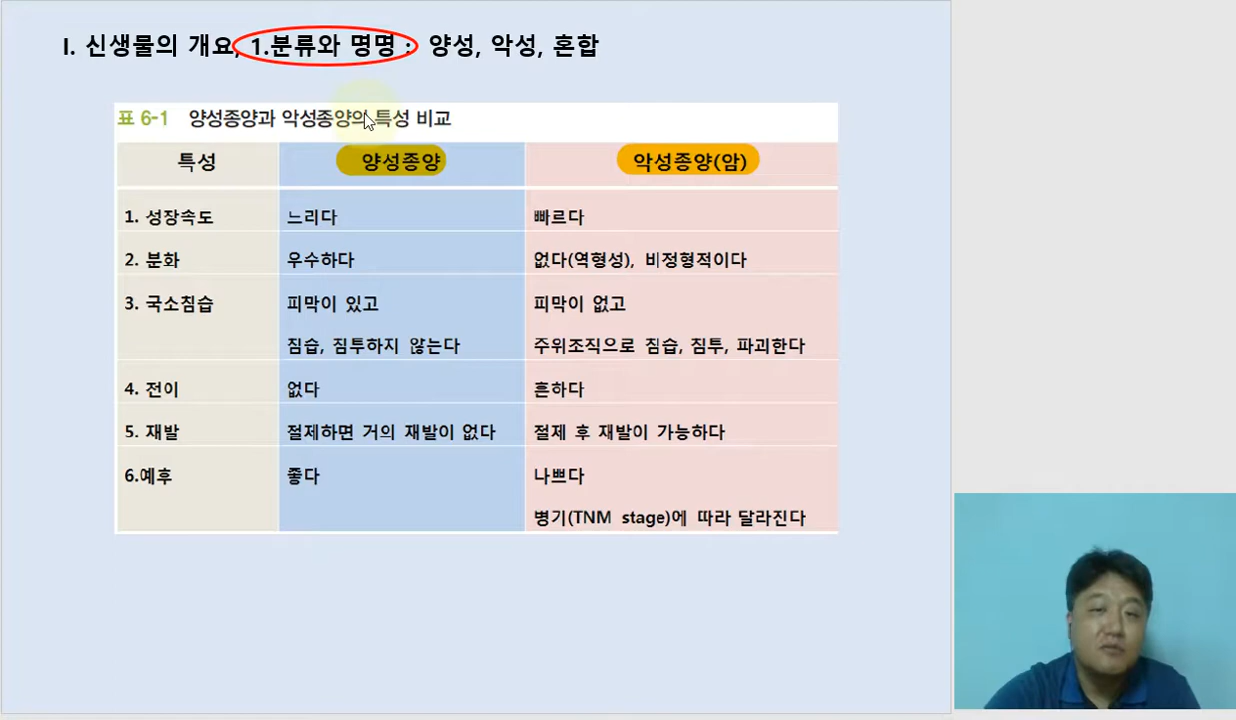 I. 신생물의 개요, 1.분류와 명명 : 양성, 악성, 혼합
표 6-1 양성종양과 악성종양의 특성 비교
특성 양성종양 악성종양(암)
1. 성장속도 느리다 빠르다
2. 분화 우수하다 없다(역형성), 비정형적이다
3. 국소침습 피막이 있고 피막이 없고
침습, 침투하지 않는다 주위조직으로 침습, 침투, 파괴한다
4. 전이 없다 흔하다
5. 재발 절제하면 거의 재발이 없다 절제 후 재발이 가능하다
6.예후 좋다 나쁘다
병기(TNM stage)에 따라 달라진다